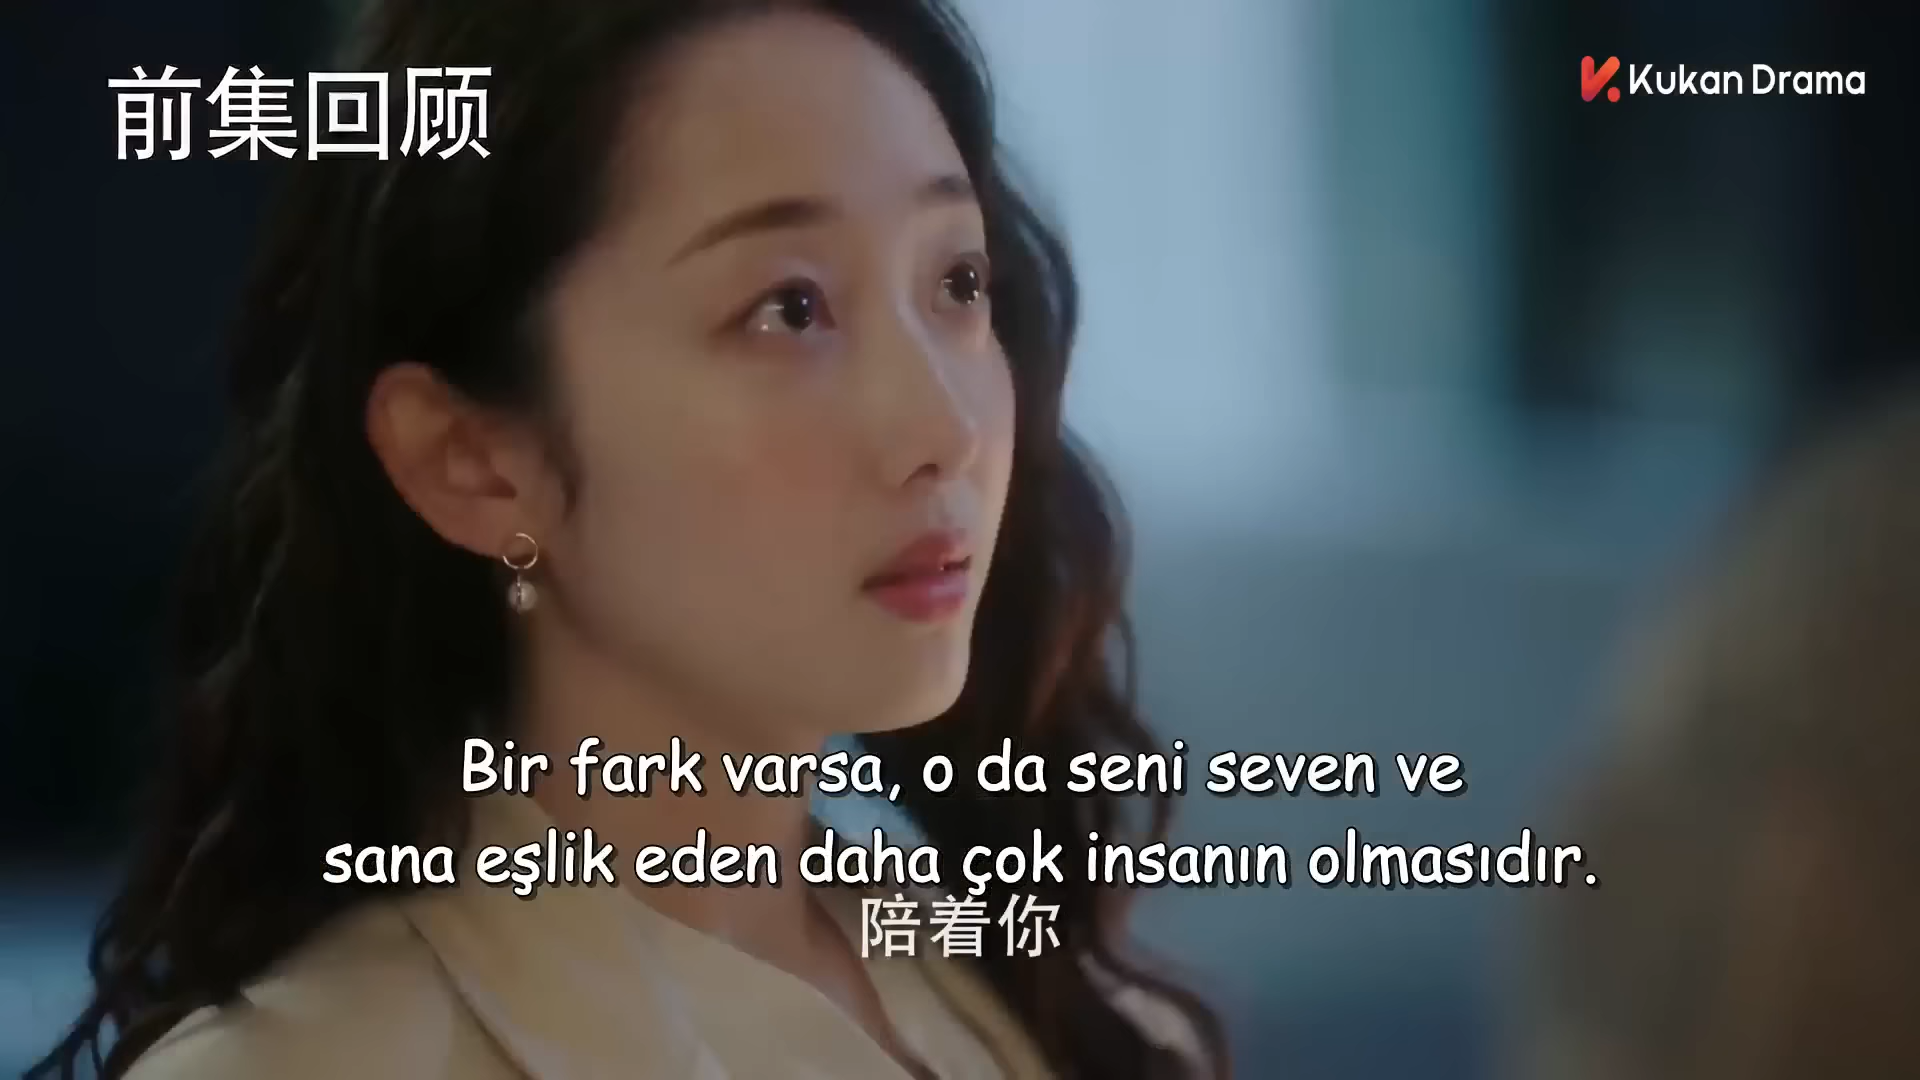 前集回顾
Kukan Drama
Bir fark varsa, o da seni seven ve
sana eşlik eden daha çok insanın olmasıdır.
陪着你